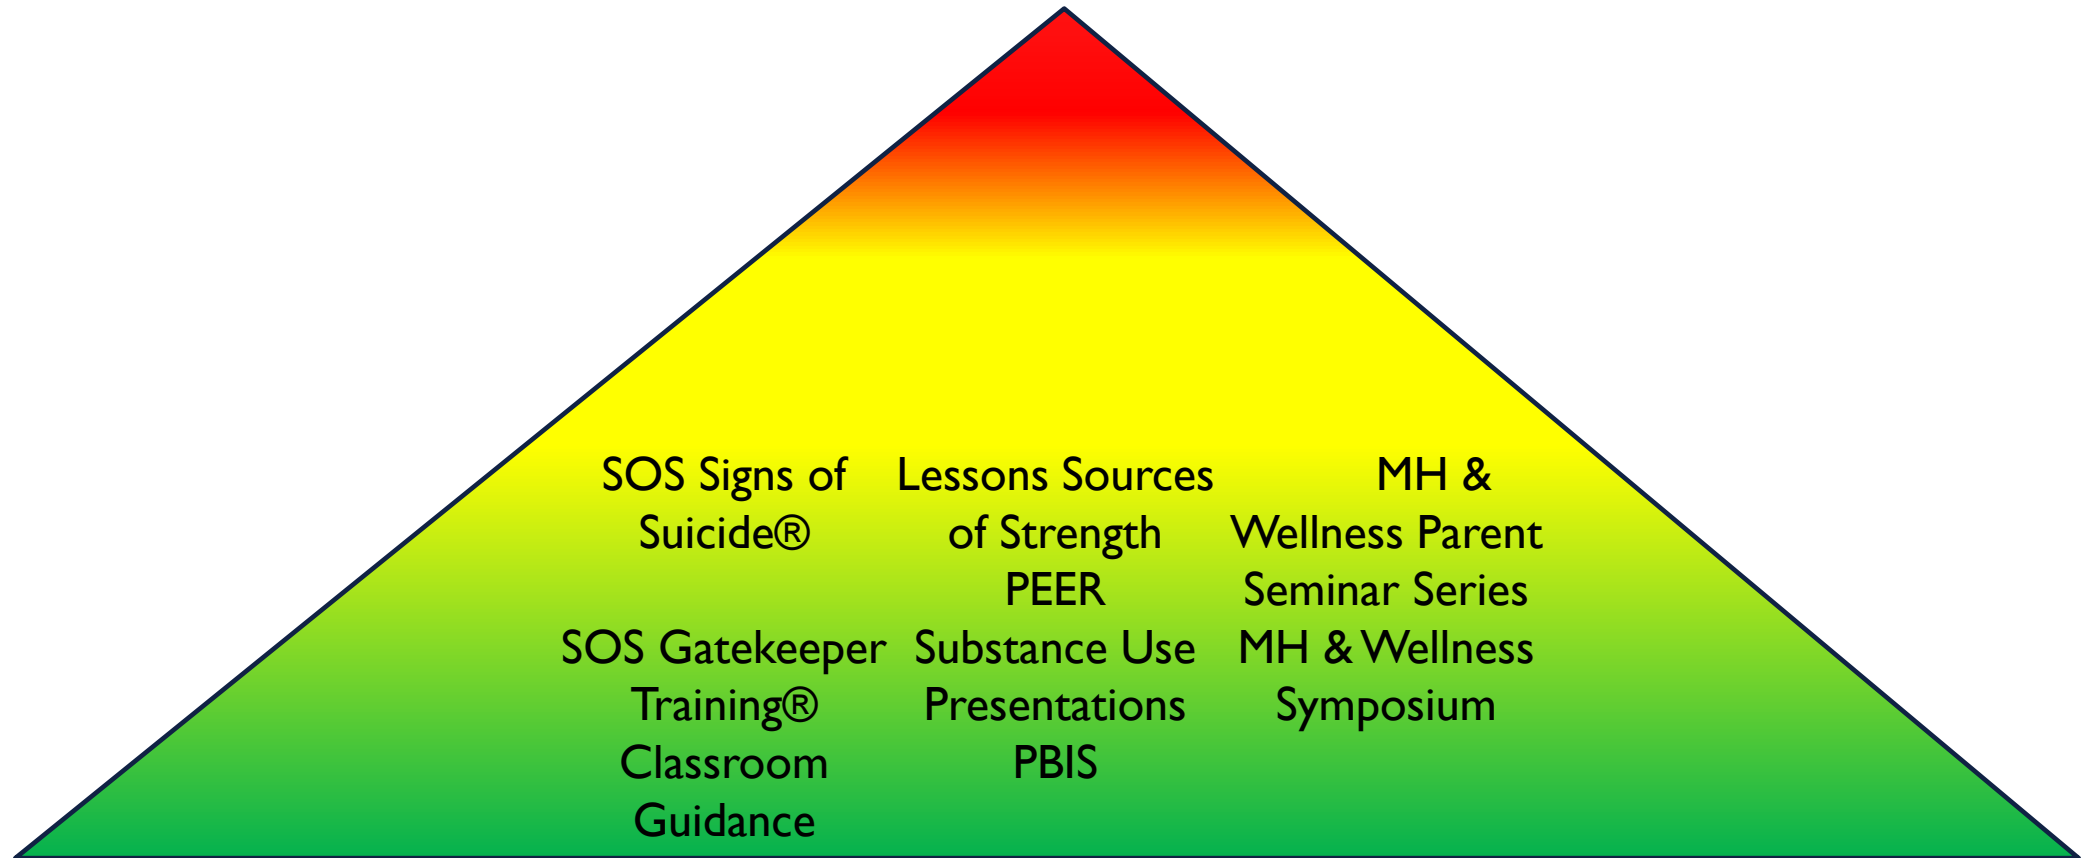 SOS Signs of
Suicide®
SOS Gatekeeper
Training®
Classroom
Guidance
Lessons Sources
of Strength
PEER
Substance Use
Presentations
PBIS
MH &
Wellness Parent
Seminar Series
MH & Wellness
Symposium